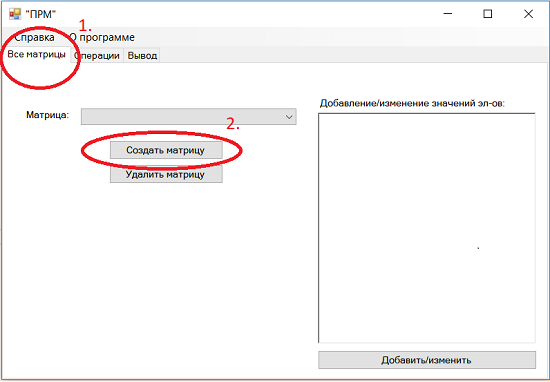 "ПРМ"
1.
Справка О программе
Все матрицы Операции Вывод
Добавление/изменение значений эл-ов:
Матрица:
2.
Создать матрицу
Удалить матрицу
Добавить/изменить